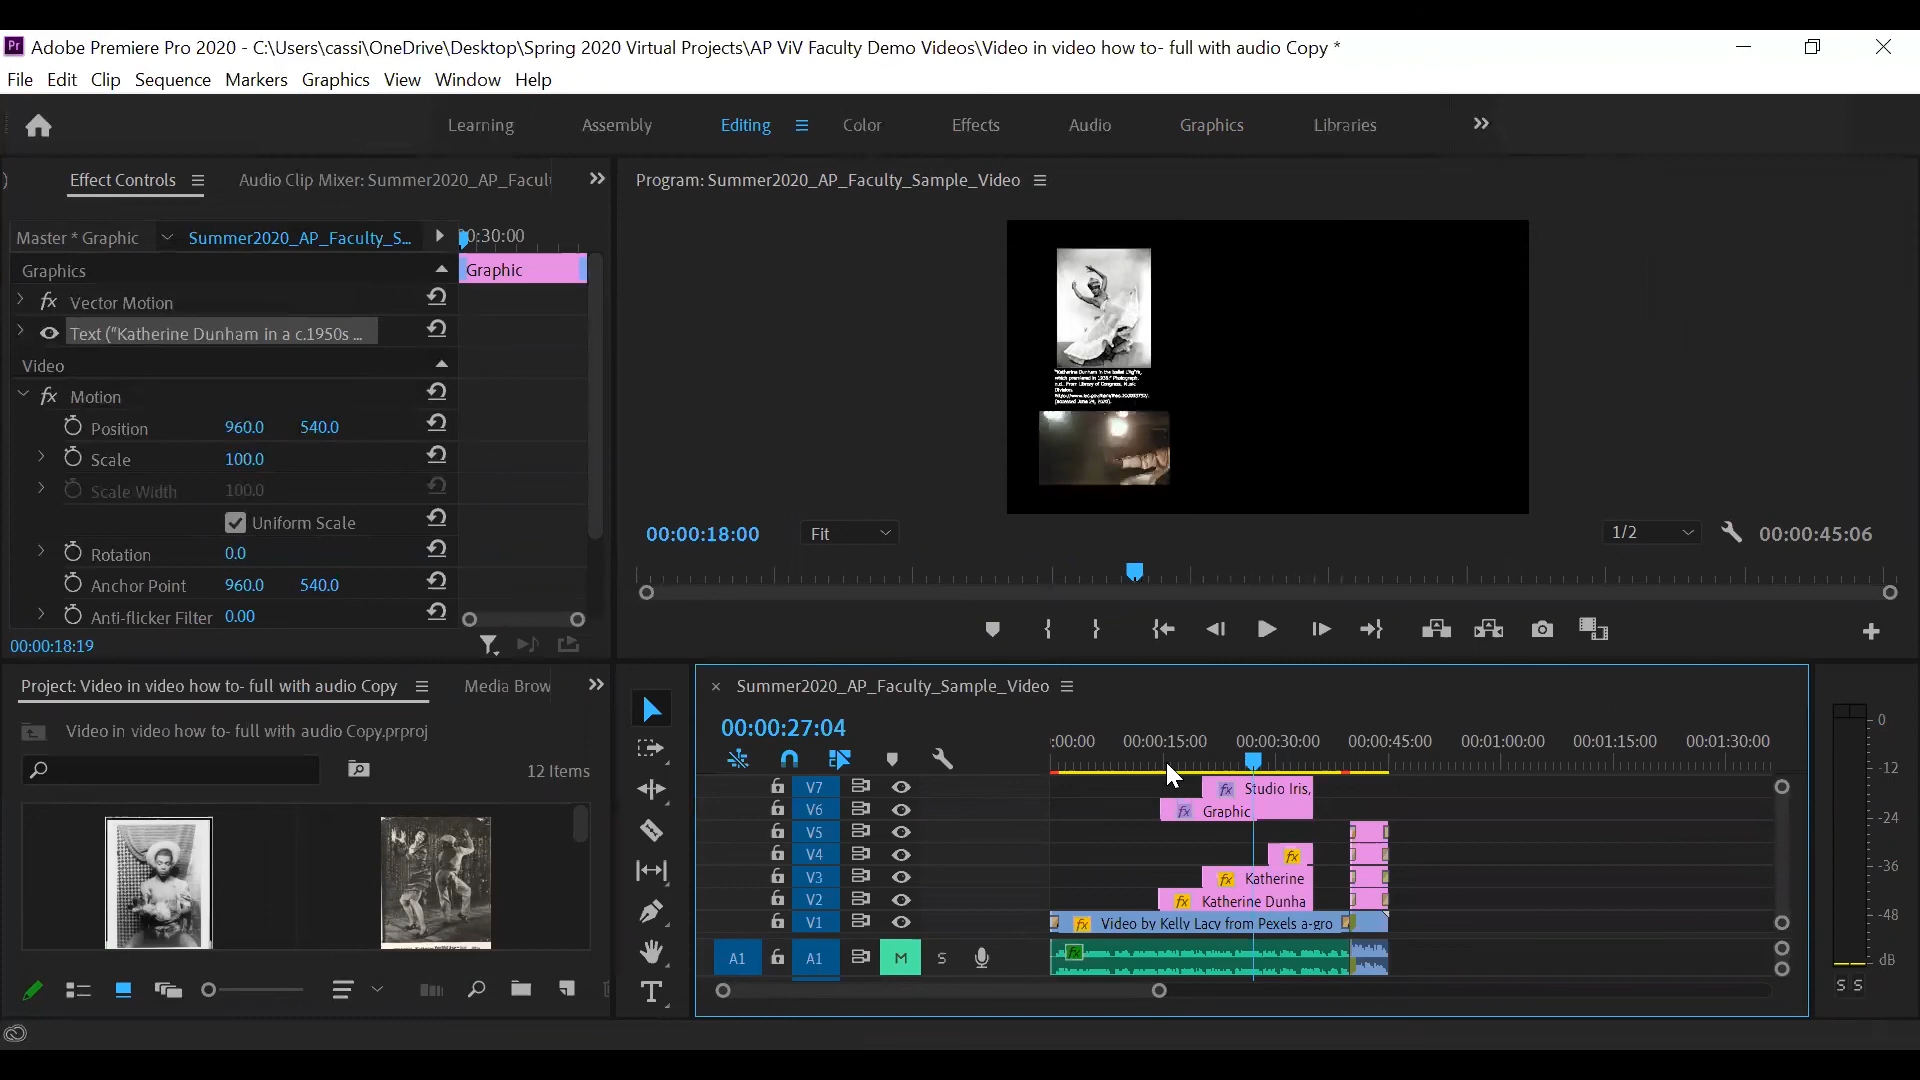 Pr Adobe Premiere Pro 2020 - C:\Users\cassi\OneDrive\Desktop\Spring 2020 Virtual Projects\AP ViV Faculty Demo Videos\Video in video how to- full with audio Copy *
File Edit Clip Sequence Markers Graphics View Window Help
Learning Assembly Editing Color Effects Audio Graphics Libraries
Effect Controls Audio Clip Mixer: Summer2020_AP_Facult
Program: Summer2020_AP_Faculty_Sample_Video
Master * Graphic Summer2020_AP_Faculty_S... 0:30:00
Graphics Graphic
fx Vector Motion
Text ("Katherine Dunham in a c.1950s ...
Video
fx Motion
Position 960.0 540.0
Scale 100.0
Scale Width 100.0
Uniform Scale
Rotation 0.0
Anchor Point 960.0 540.0
Anti-flicker Filter 0.00
00:00:18:19
00:00:18:00 Fit 1/2 00:00:45:06
Project: Video in video how to- full with audio Copy Media Brow
Video in video how to- full with audio Copy.prproj
12 Items
Summer2020_AP_Faculty_Sample_Video
00:00:27:04
:00:00 00:00:15:00 00:00:30:00 00:00:45:00 00:01:00:00 00:01:15:00 00:01:30:00
V7 fx Studio Iris,
V6 fx Graphic
V5
V4 fx
V3 fx Katherine
V2 fx Katherine Dunha
V1 fx Video by Kelly Lacy from Pexels a-gro
A1 A1 M S fx
0
-12
-24
-36
-48
dB
S S